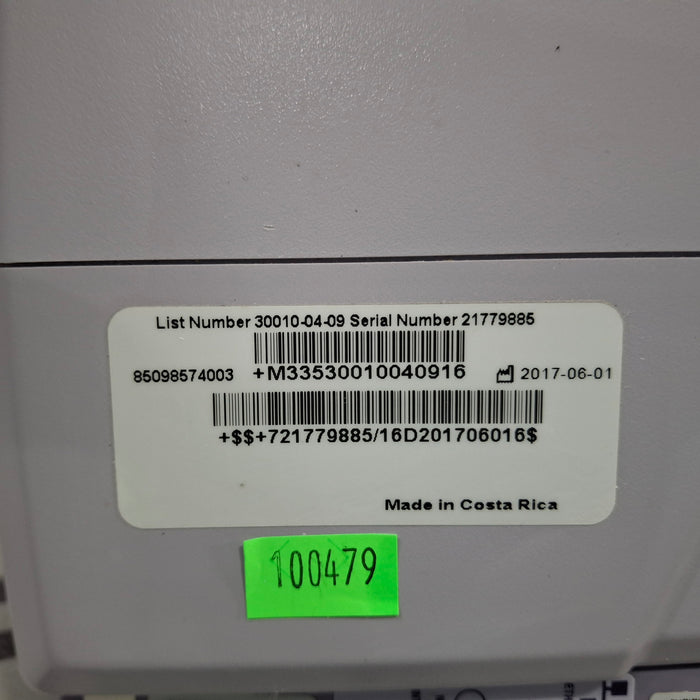 List Number 30010-04-09 Serial Number 21779885
85098574003 +M33530010040916 2017-06-01
+$$+721779885/16D201706016$
Made in Costa Rica
100479